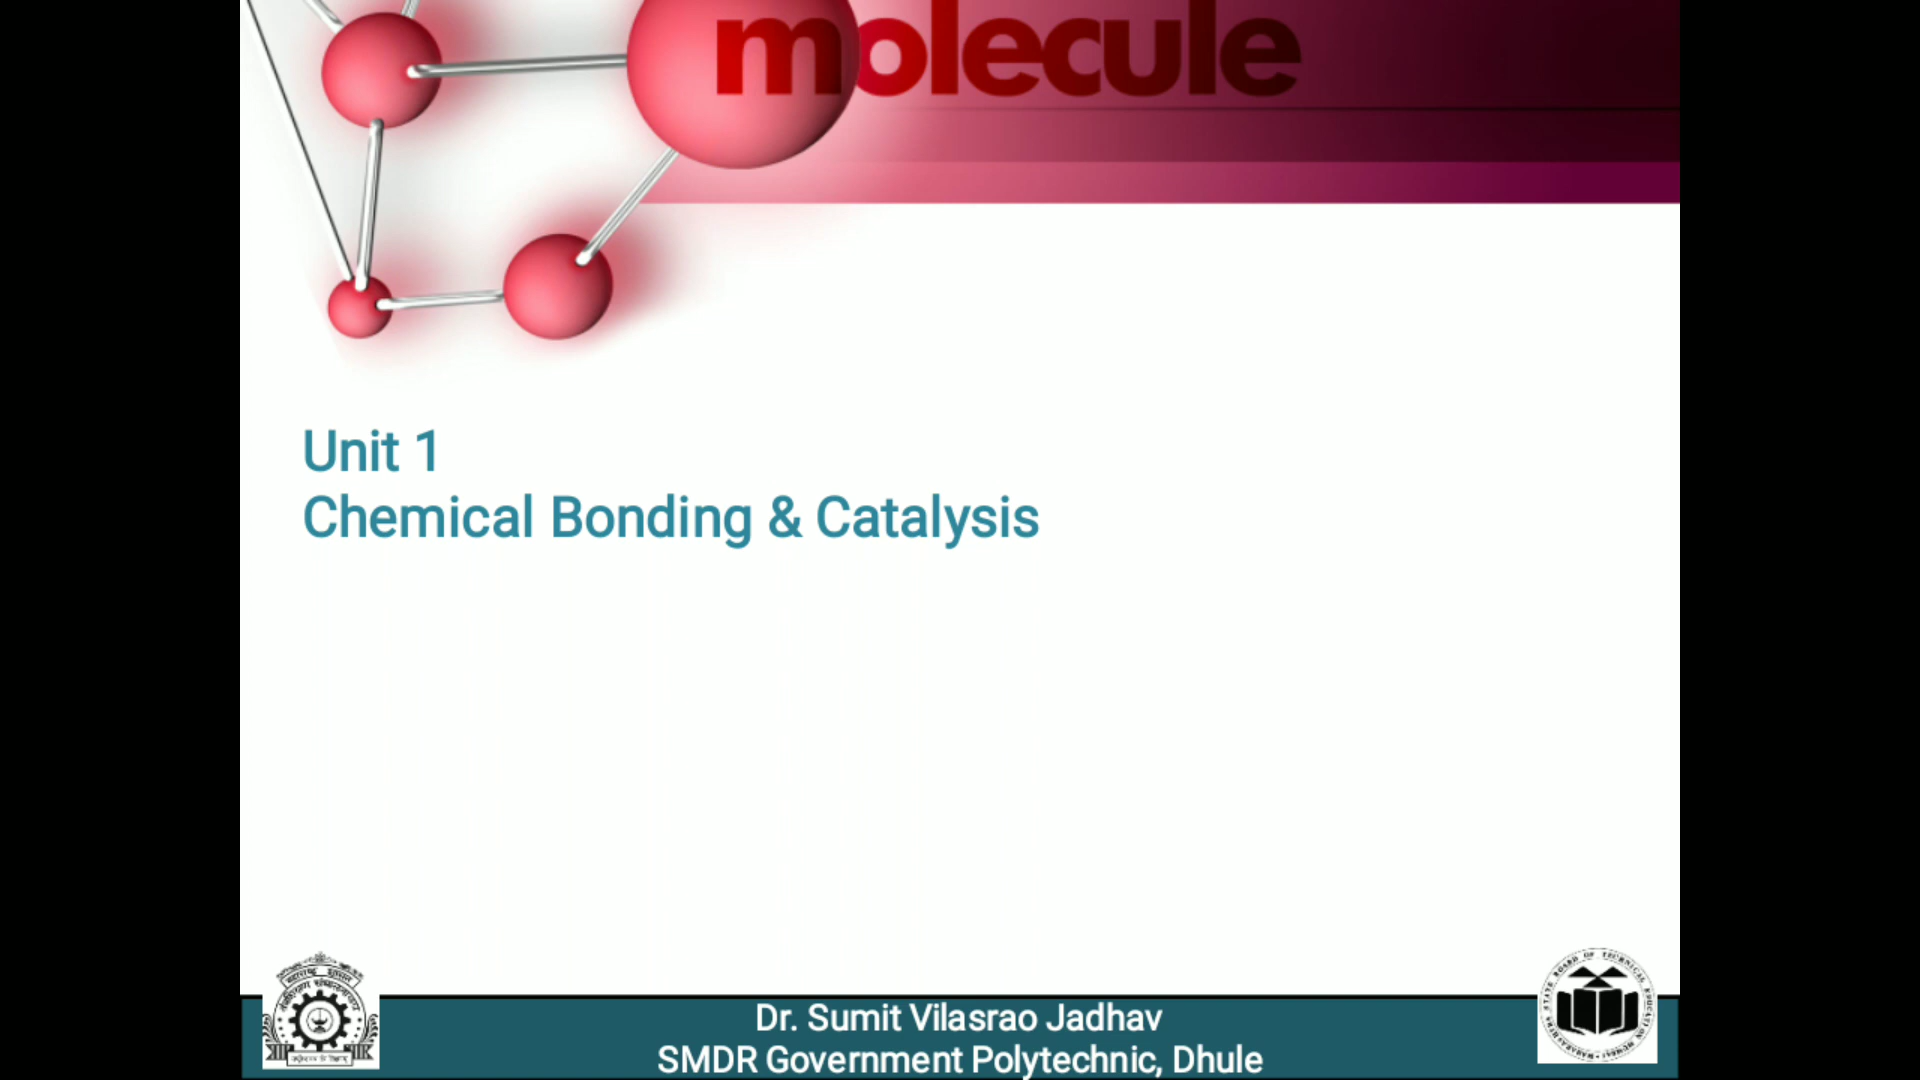 molecule
Unit 1
Chemical Bonding & Catalysis
Dr. Sumit Vilasrao Jadhav
SMDR Government Polytechnic, Dhule